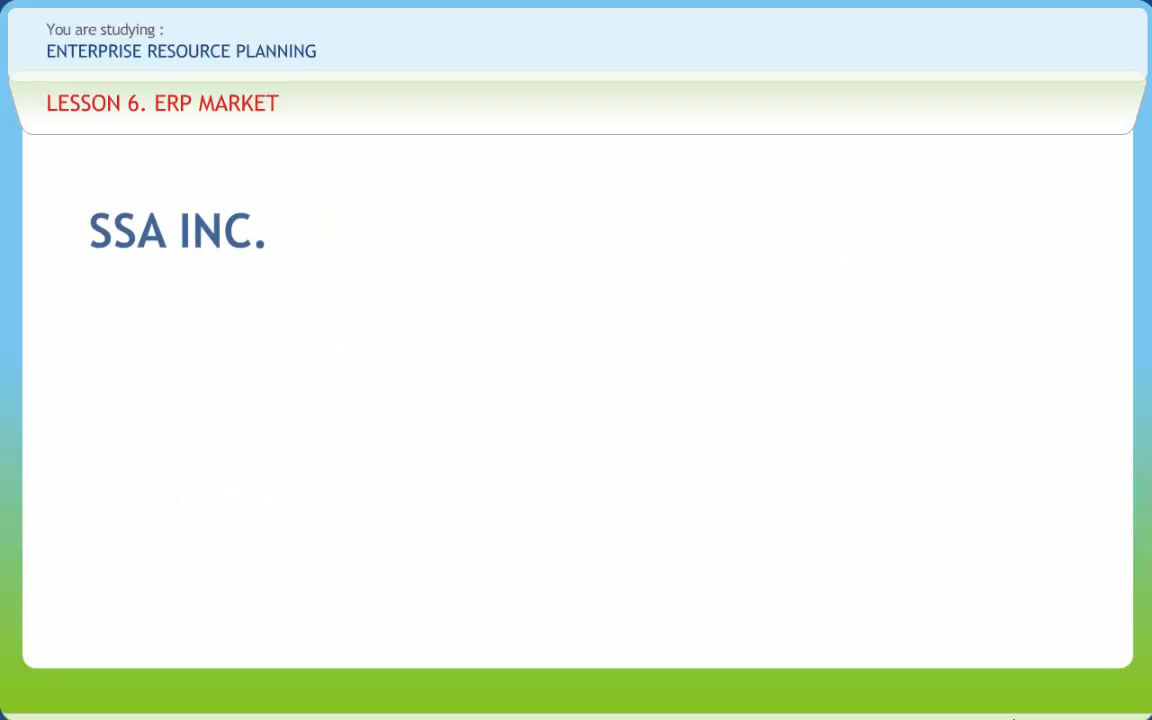 You are studying :
ENTERPRISE RESOURCE PLANNING
LESSON 6. ERP MARKET
SSA INC.